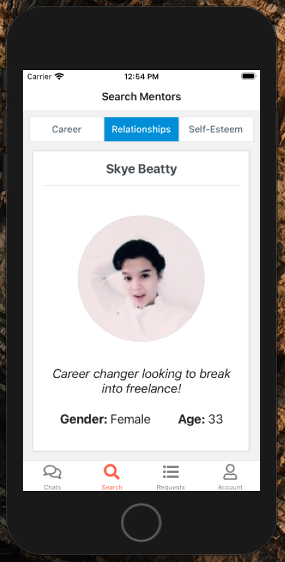 Carrier 12:54 PM
Search Mentors
Career Relationships Self-Esteem
Skye Beatty
Career changer looking to break
into freelance!
Gender: Female Age: 33
Chats Search Requests Account